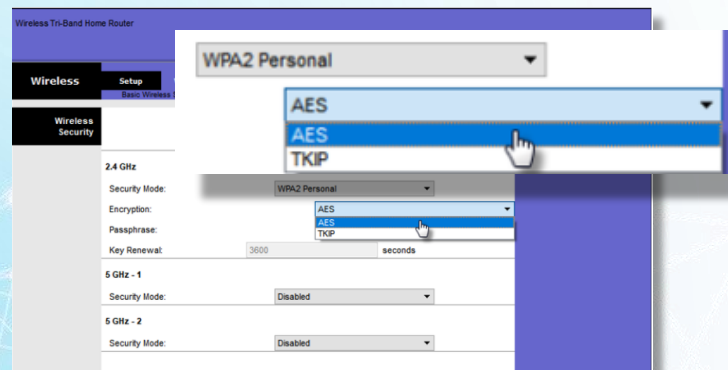 Wireless Tri-Band Home Router
WPA2 Personal
AES
AES
TKIP
Wireless
Setup
Basic Wireless
Wireless
Security
2.4 GHz
Security Mode: WPA2 Personal
Encryption: AES
AES
TKIP
Passphrase:
Key Renewal: 3600 seconds
5 GHz - 1
Security Mode: Disabled
5 GHz - 2
Security Mode: Disabled